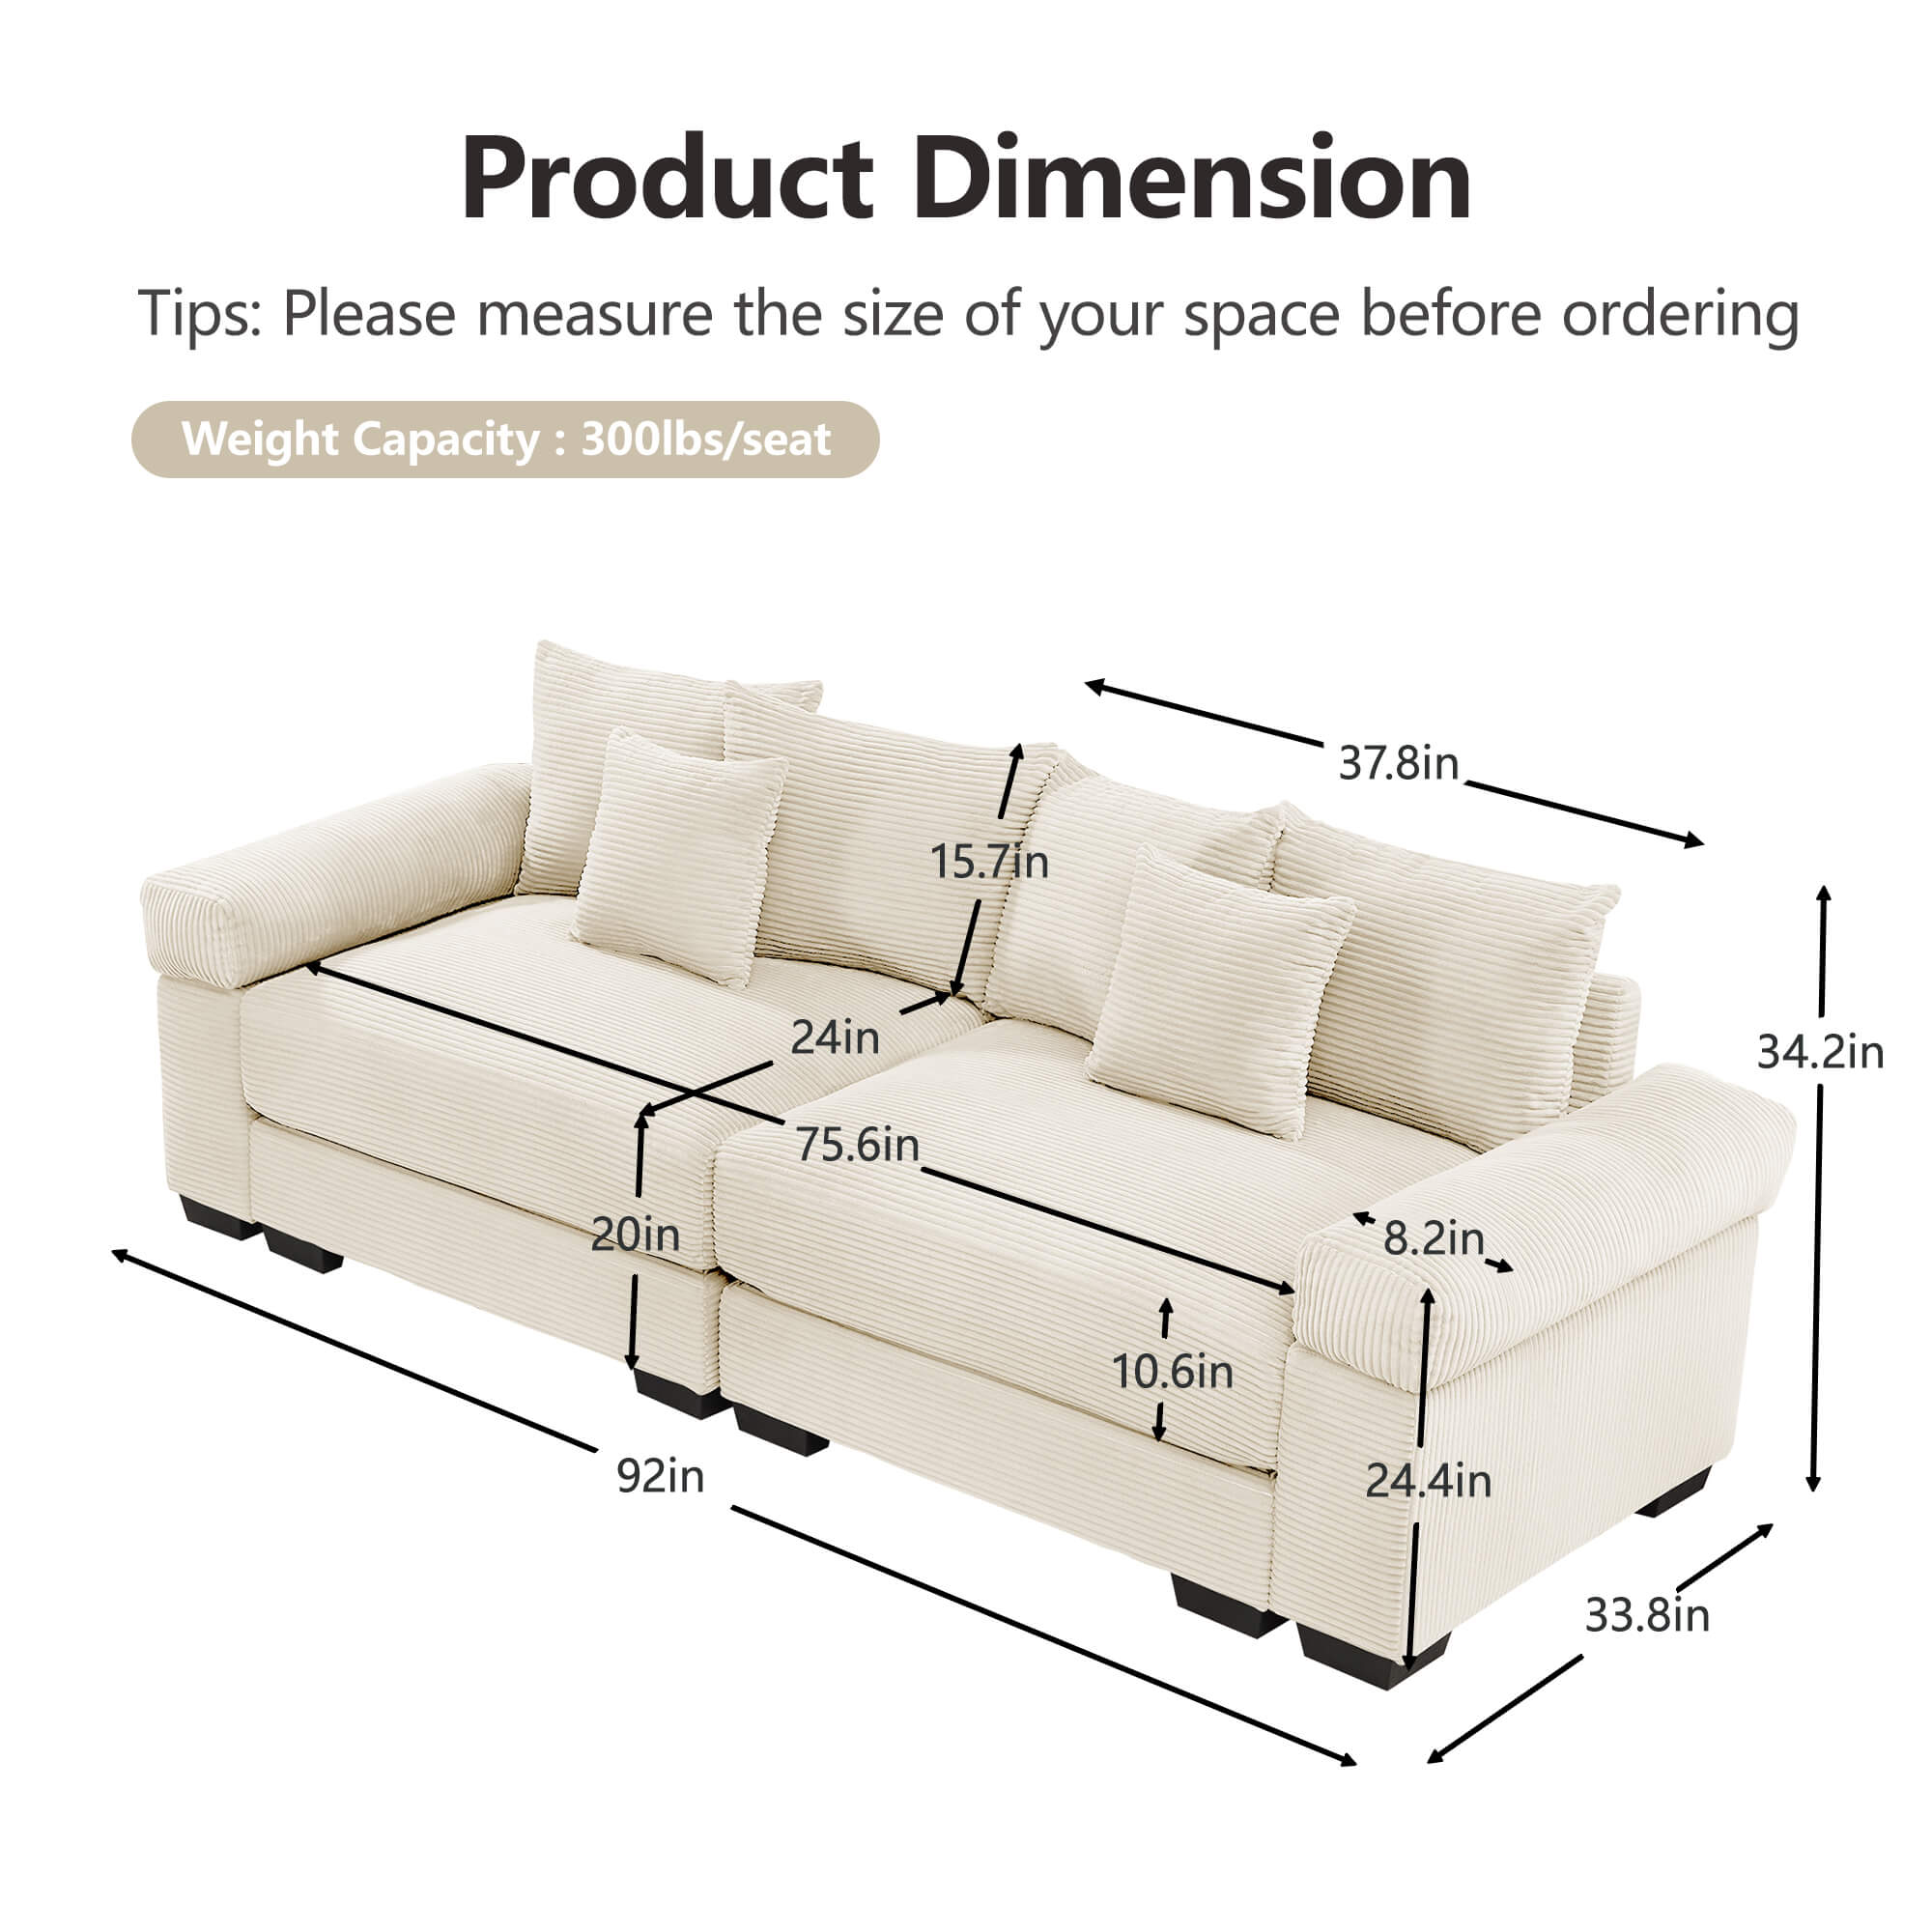 Product Dimension
Tips: Please measure the size of your space before ordering
Weight Capacity : 300lbs/seat
37.8in
15.7in
34.2in
24in
75.6in
20in
8.2in
10.6in
92in
24.4in
33.8in